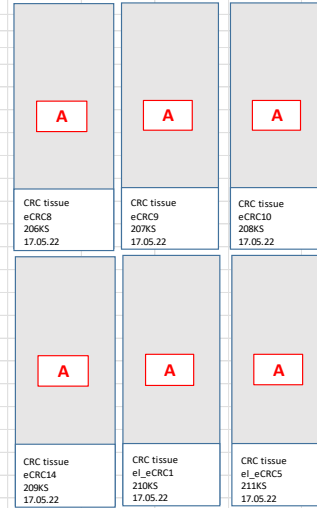 A
A
A
CRC tissue
eCRC8
206KS
17.05.22
CRC tissue
eCRC9
207KS
17.05.22
CRC tissue
eCRC10
208KS
17.05.22
A
A
A
CRC tissue
eCRC14
209KS
17.05.22
CRC tissue
el_eCRC1
210KS
17.05.22
CRC tissue
el_eCRC5
211KS
17.05.22